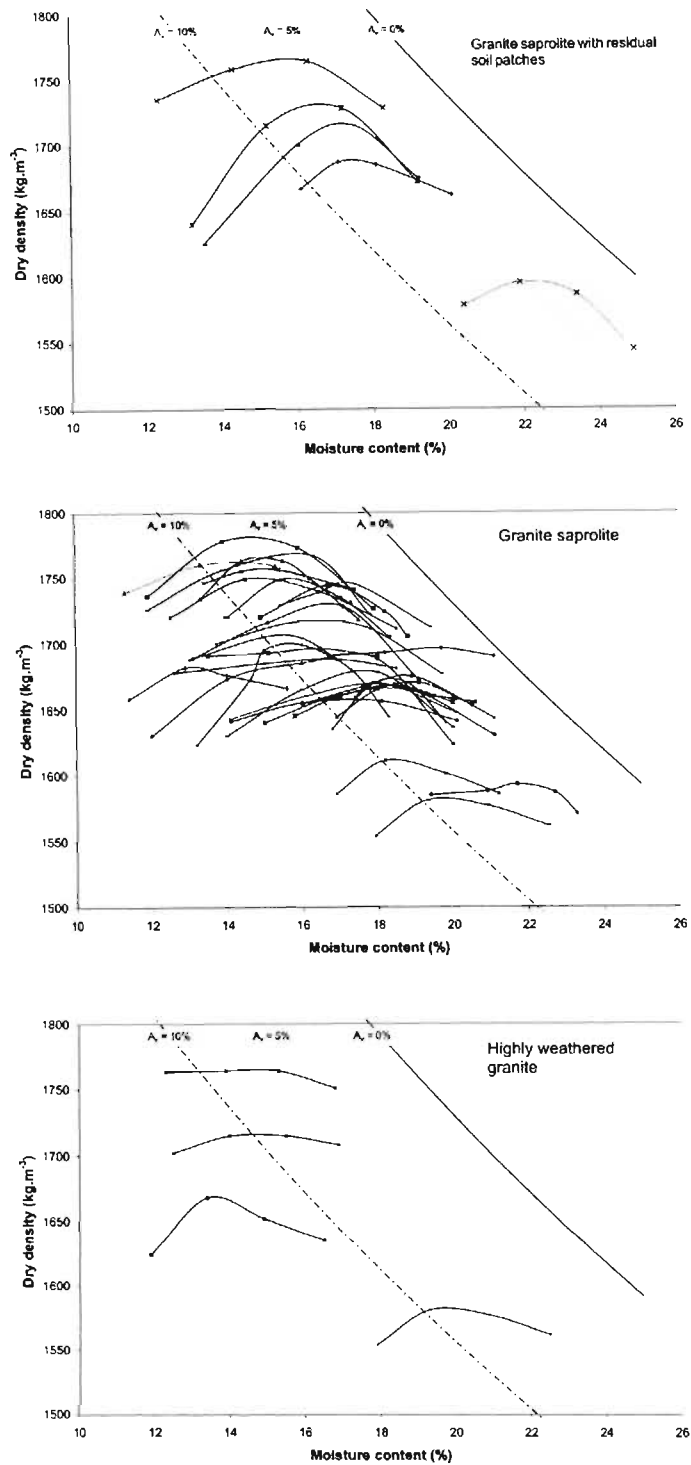 1800
1750
1700
1650
1600
1550
1500
Dry density (kg.m⁻³)
Aᵥ = 10%
Aᵥ = 5%
Aᵥ = 0%
Granite saprolite with residual
soil patches
10 12 14 16 18 20 22 24 26
Moisture content (%)
1800
1750
1700
1650
1600
1550
1500
Dry density (kg.m⁻³)
Aᵥ = 10%
Aᵥ = 5%
Aᵥ = 0%
Granite saprolite
10 12 14 16 18 20 22 24 26
Moisture content (%)
1800
1750
1700
1650
1600
1550
1500
Dry density (kg.m⁻³)
Aᵥ = 10%
Aᵥ = 5%
Aᵥ = 0%
Highly weathered
granite
10 12 14 16 18 20 22 24 26
Moisture content (%)